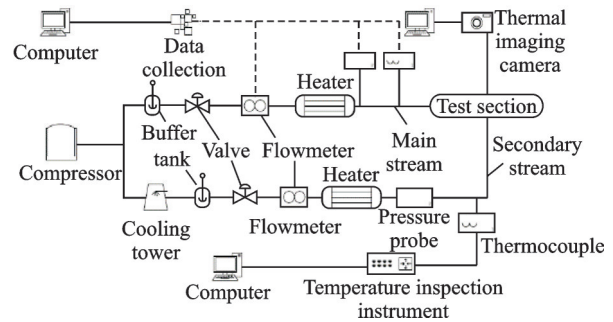 Computer
Data
collection
Thermal
imaging
camera
Heater
Test section
Buffer
Valve
Flowmeter
Main
stream
Secondary
stream
Compressor
tank
Heater
Cooling
tower
Flowmeter
Pressure
probe
Thermocouple
Computer
Temperature inspection
instrument